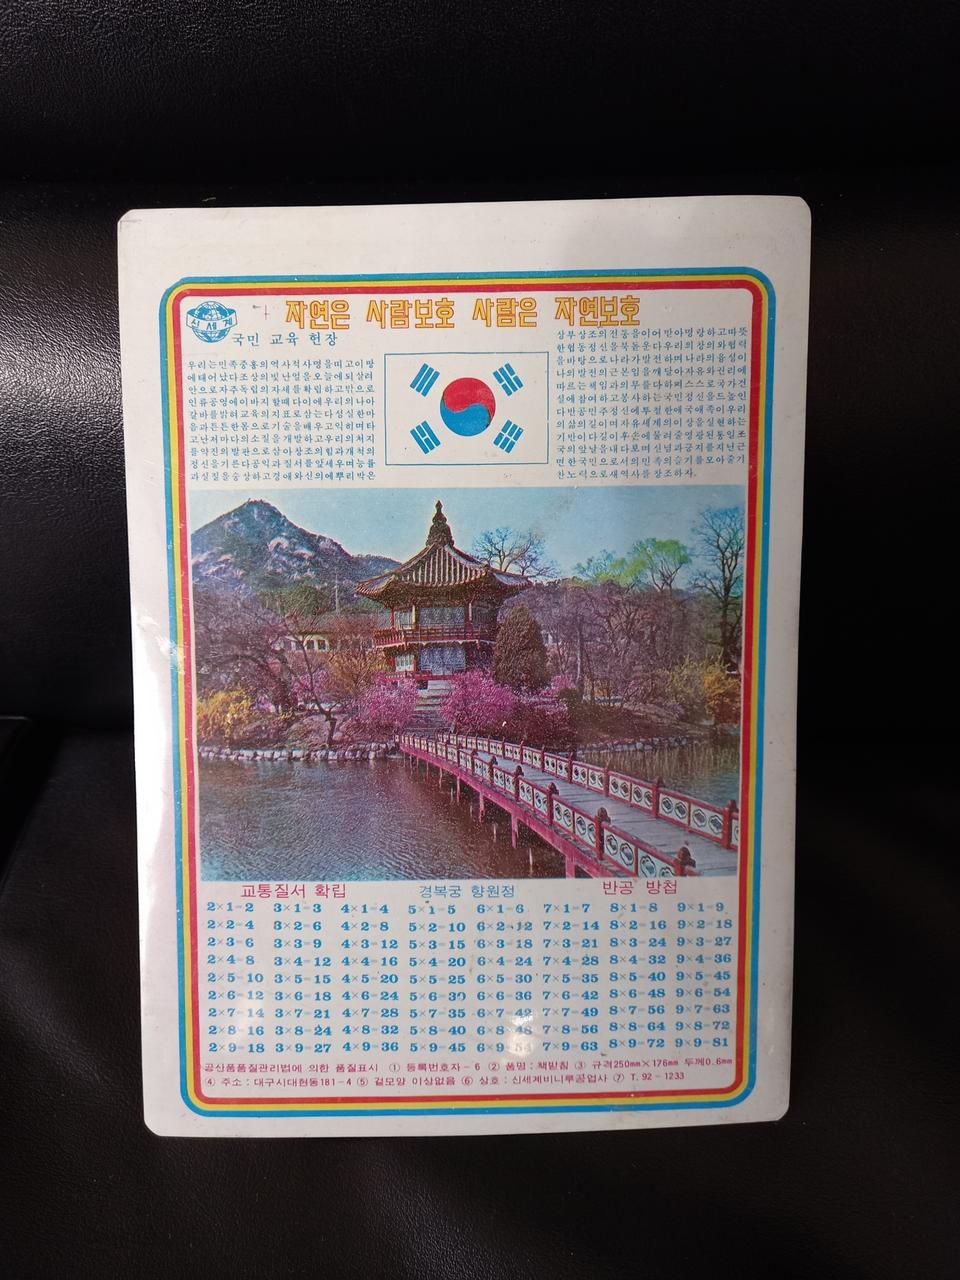 신세계
자연은 사람보호 사람은 자연보호
국민 교육 헌장
우리는민족중흥의역사적사명을띠고이땅
에태어났다조상의빛난얼을오늘에되살려
안으로자주독립의자세를확립하고밖으로
인류공영에이바지할때다이에우리의나아
갈바를밝혀교육의지표로삼는다성실한마
음과튼튼한몸으로기술을배우고익히며타
고난저마다의소질을개발하고우리의처지
를약진의발판으로삼아창조의힘과개척의
정신을기른다공익과질서를앞세우며능률
과실질을숭상하고경애와신의에뿌리박은
상부상조의전통을이어받아명랑하고따뜻
한협동정신을북돋운다우리의창의와협력
을바탕으로나라가발전하며나라의융성이
나의발전의근본임을깨달아자유와권리에
따르는책임과의무를다하며스스로국가건
설에참여하고봉사하는국민정신을드높인
다반공민주정신에투철한애국애족이우리
의삶의길이며자유세계의이상을실현하는
기반이다길이후손에물려줄영광된통일조
국의앞날을내다보며신념과긍지를지닌근
면한국민으로서의민족의슬기를모아줄기
찬노력으로새역사를창조하자.
교통질서 확립 경복궁 향원정 반공 방첩
2×1=2 3×1=3 4×1=4 5×1=5 6×1=6 7×1=7 8×1=8 9×1=9
2×2=4 3×2=6 4×2=8 5×2=10 6×2=12 7×2=14 8×2=16 9×2=18
2×3=6 3×3=9 4×3=12 5×3=15 6×3=18 7×3=21 8×3=24 9×3=27
2×4=8 3×4=12 4×4=16 5×4=20 6×4=24 7×4=28 8×4=32 9×4=36
2×5=10 3×5=15 4×5=20 5×5=25 6×5=30 7×5=35 8×5=40 9×5=45
2×6=12 3×6=18 4×6=24 5×6=30 6×6=36 7×6=42 8×6=48 9×6=54
2×7=14 3×7=21 4×7=28 5×7=35 6×7=42 7×7=49 8×7=56 9×7=63
2×8=16 3×8=24 4×8=32 5×8=40 6×8=48 7×8=56 8×8=64 9×8=72
2×9=18 3×9=27 4×9=36 5×9=45 6×9=54 7×9=63 8×9=72 9×9=81
공산품품질관리법에 의한 품질표시 ① 등록번호자-6 ② 품명: 책받침 ③ 규격250mm×176mm 두께0.6mm
④ 주소: 대구시대현동181-4 ⑤ 겉모양 이상없음 ⑥ 상호: 신세계비니루공업사 ⑦ T. 92-1233